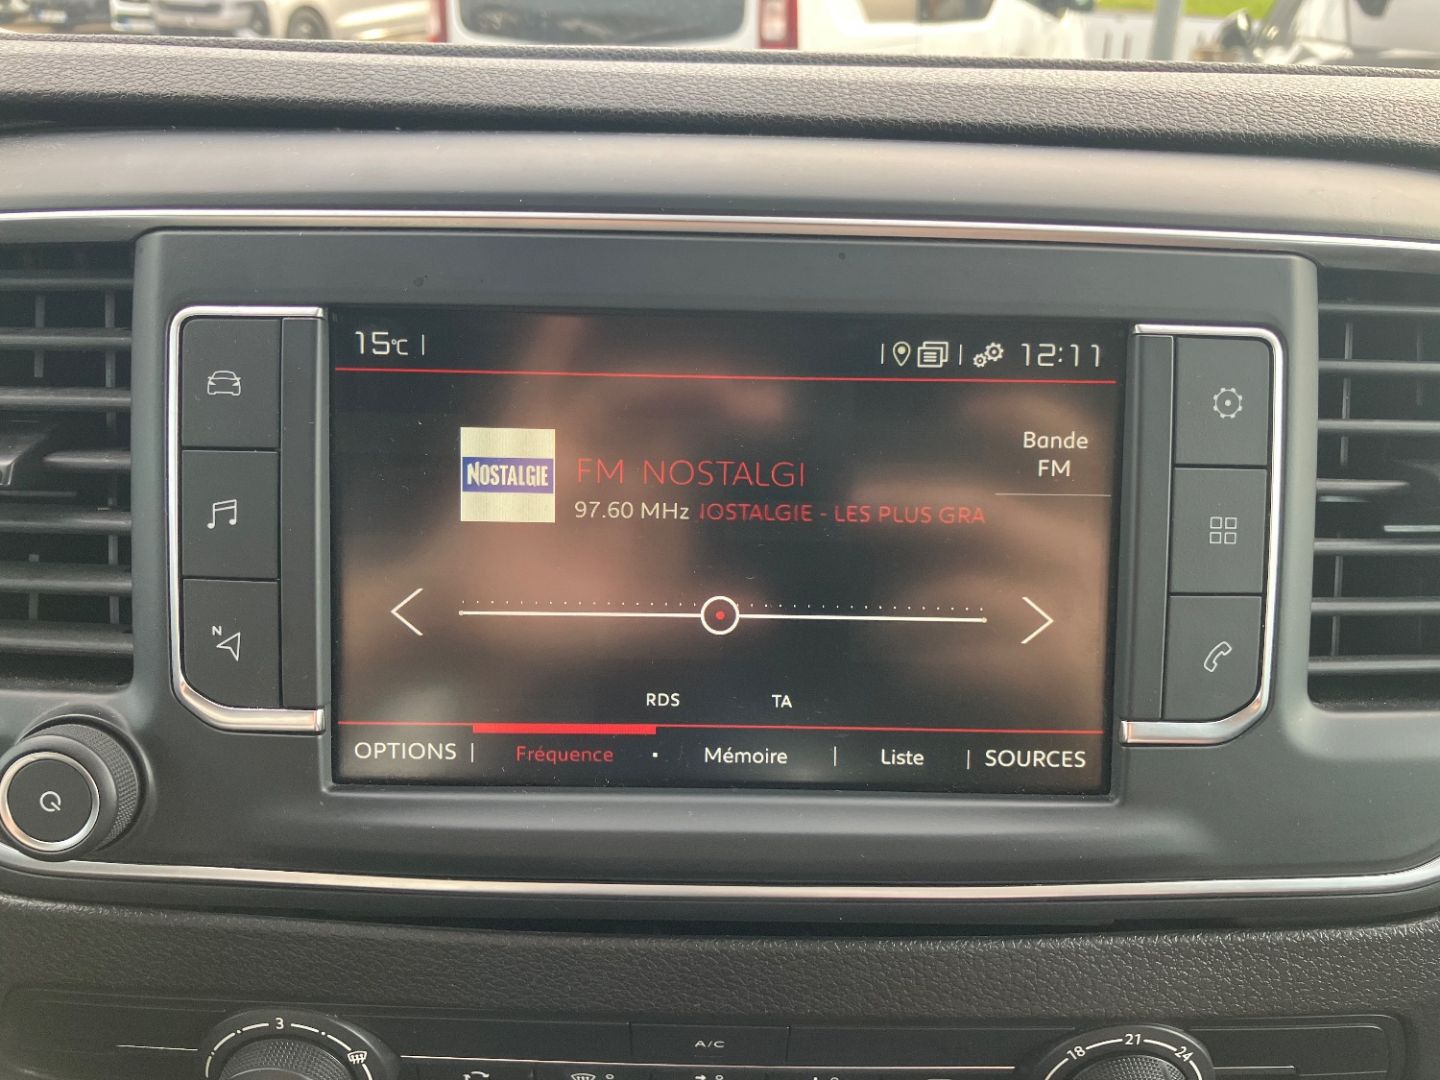 15°C
12:11
Bande
FM
NOSTALGIE
FM NOSTALGI
97.60 MHz IOSTALGIE - LES PLUS GRA
RDS TA
OPTIONS Fréquence Mémoire Liste SOURCES
N
3
A/C
18 21 24